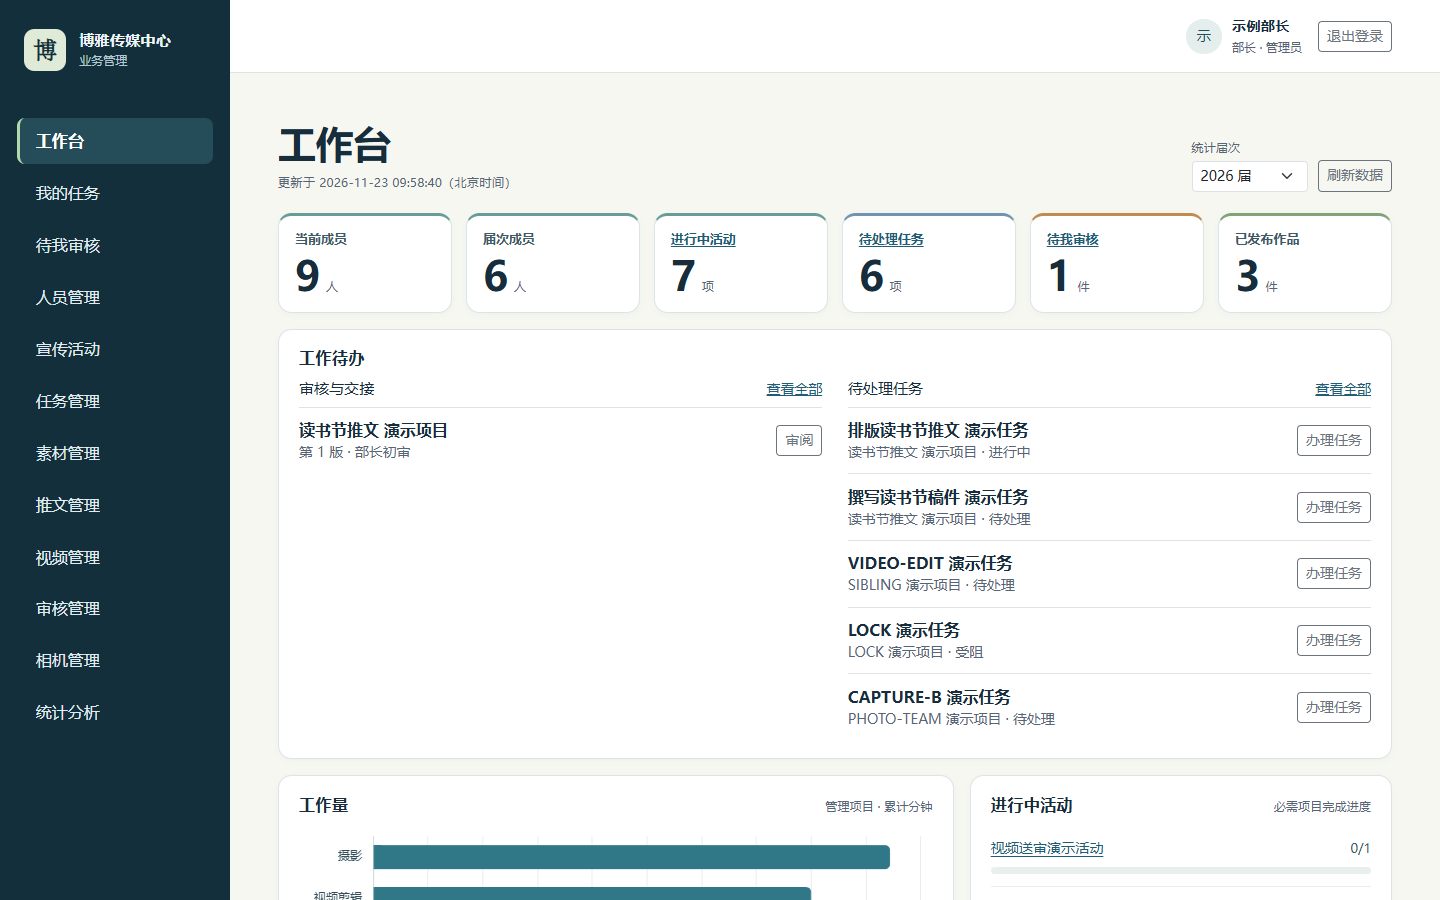 博
博雅传媒中心
业务管理
工作台
我的任务
待我审核
人员管理
宣传活动
任务管理
素材管理
推文管理
视频管理
审核管理
相机管理
统计分析
示
示例部长
部长 · 管理员
退出登录
工作台
更新于 2026-11-23 09:58:40（北京时间）
统计届次
2026 届
刷新数据
当前成员
9 人
届次成员
6 人
进行中活动
7 项
待处理任务
6 项
待我审核
1 件
已发布作品
3 件
工作待办
审核与交接
查看全部
读书节推文 演示项目
第 1 版 · 部长初审
审阅
待处理任务
查看全部
排版读书节推文 演示任务
读书节推文 演示项目 · 进行中
办理任务
撰写读书节稿件 演示任务
读书节推文 演示项目 · 待处理
办理任务
VIDEO-EDIT 演示任务
SIBLING 演示项目 · 待处理
办理任务
LOCK 演示任务
LOCK 演示项目 · 受阻
办理任务
CAPTURE-B 演示任务
PHOTO-TEAM 演示项目 · 待处理
办理任务
工作量
管理项目 · 累计分钟
摄影
视频剪辑
进行中活动
必需项目完成进度
视频送审演示活动
0/1